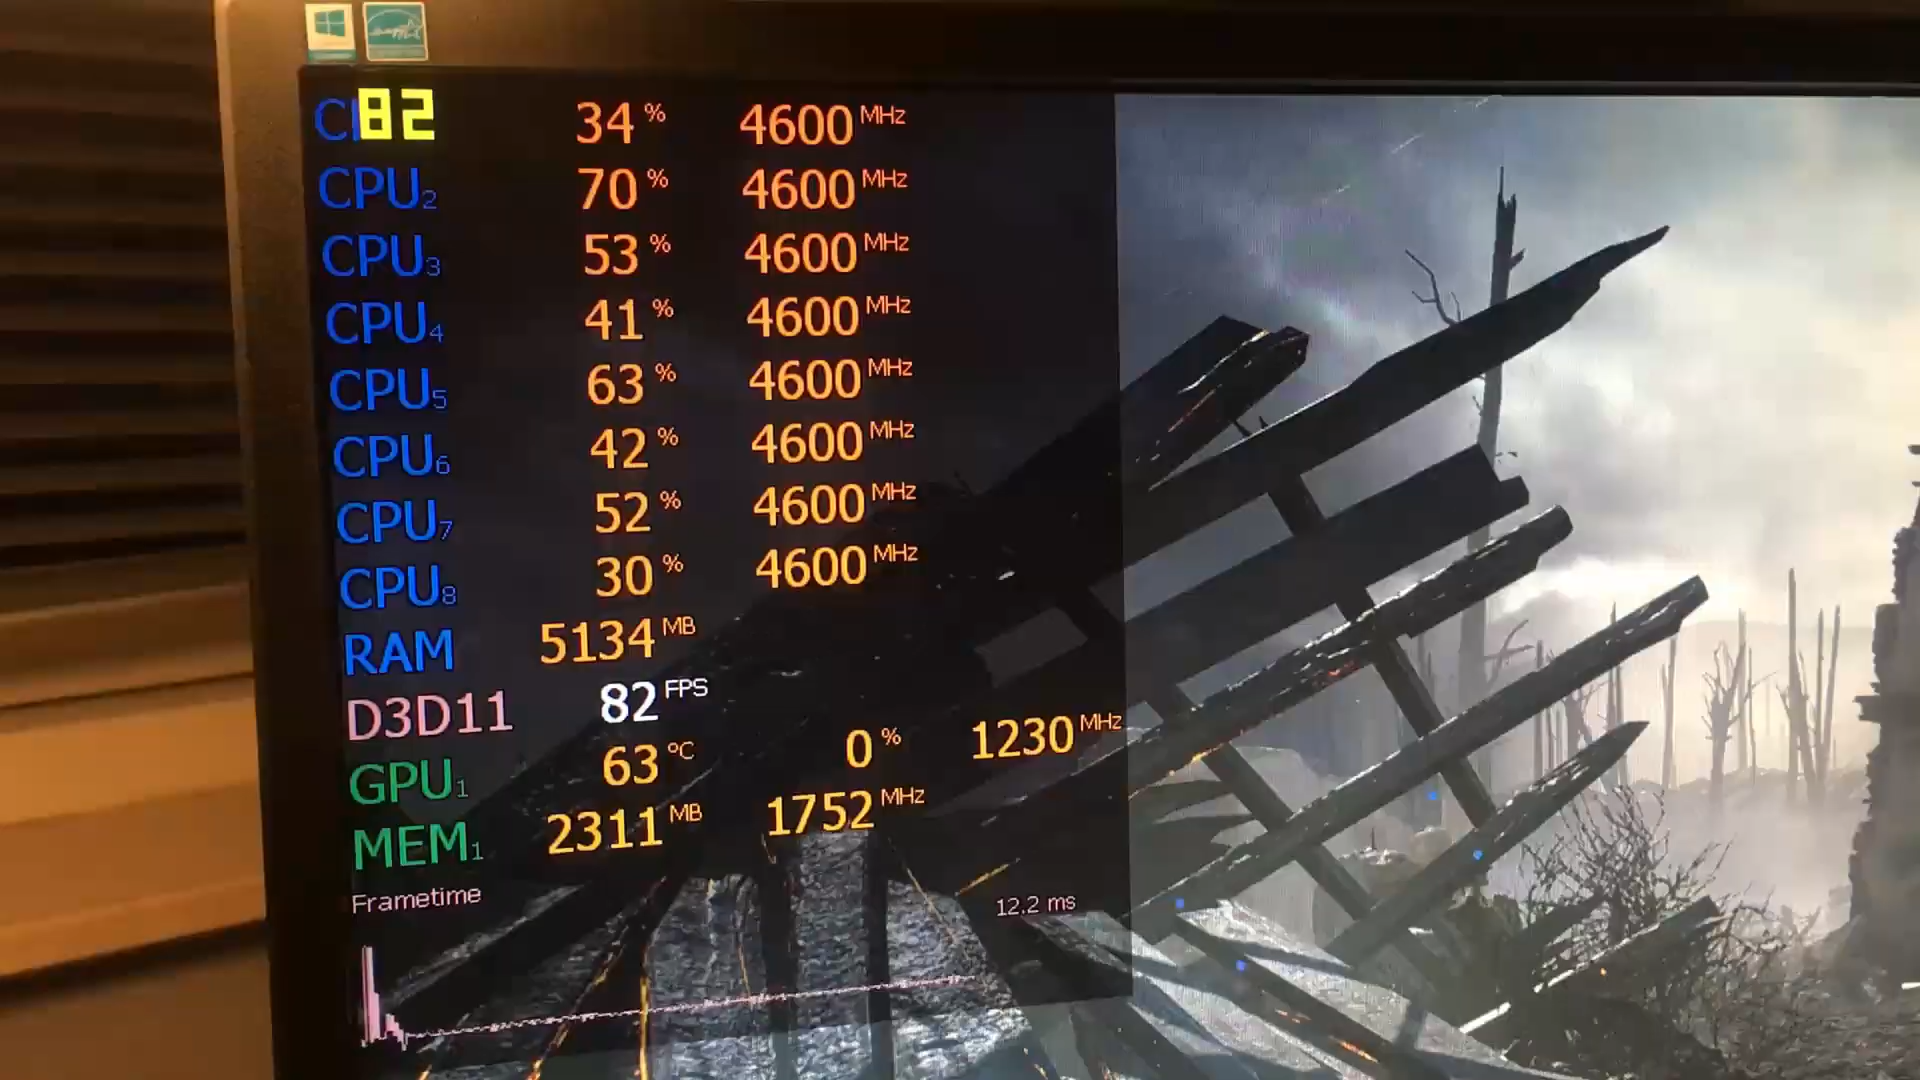 C 82 34 % 4600 MHz
CPU2 70 % 4600 MHz
CPU3 53 % 4600 MHz
CPU4 41 % 4600 MHz
CPU5 63 % 4600 MHz
CPU6 42 % 4600 MHz
CPU7 52 % 4600 MHz
CPU8 30 % 4600 MHz
RAM 5134 MB
D3D11 82 FPS
GPU1 63 °C 0 % 1230 MHz
MEM1 2311 MB 1752 MHz
Frametime 12.2 ms